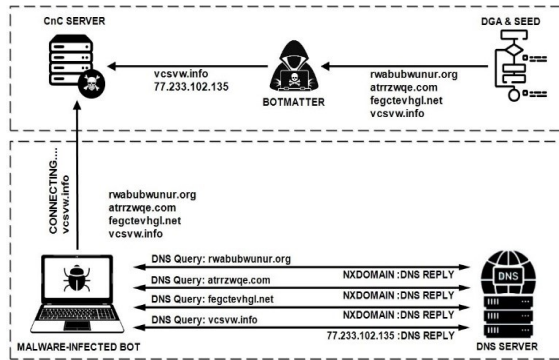 CnC SERVER
DGA & SEED
vcsvw.info
77.233.102.135
BOTMATTER
rwabubwunur.org
atrrzwqe.com
fegctevhgl.net
vcsvw.info
CONNECTING....
vcsvw.info
rwabubwunur.org
atrrzwqe.com
fegctevhgl.net
vcsvw.info
DNS Query: rwabubwunur.org
NXDOMAIN :DNS REPLY
DNS Query: atrrzwqe.com
NXDOMAIN :DNS REPLY
DNS Query: fegctevhgl.net
NXDOMAIN :DNS REPLY
DNS Query: vcsvw.info
77.233.102.135 :DNS REPLY
DNS
MALWARE-INFECTED BOT
DNS SERVER